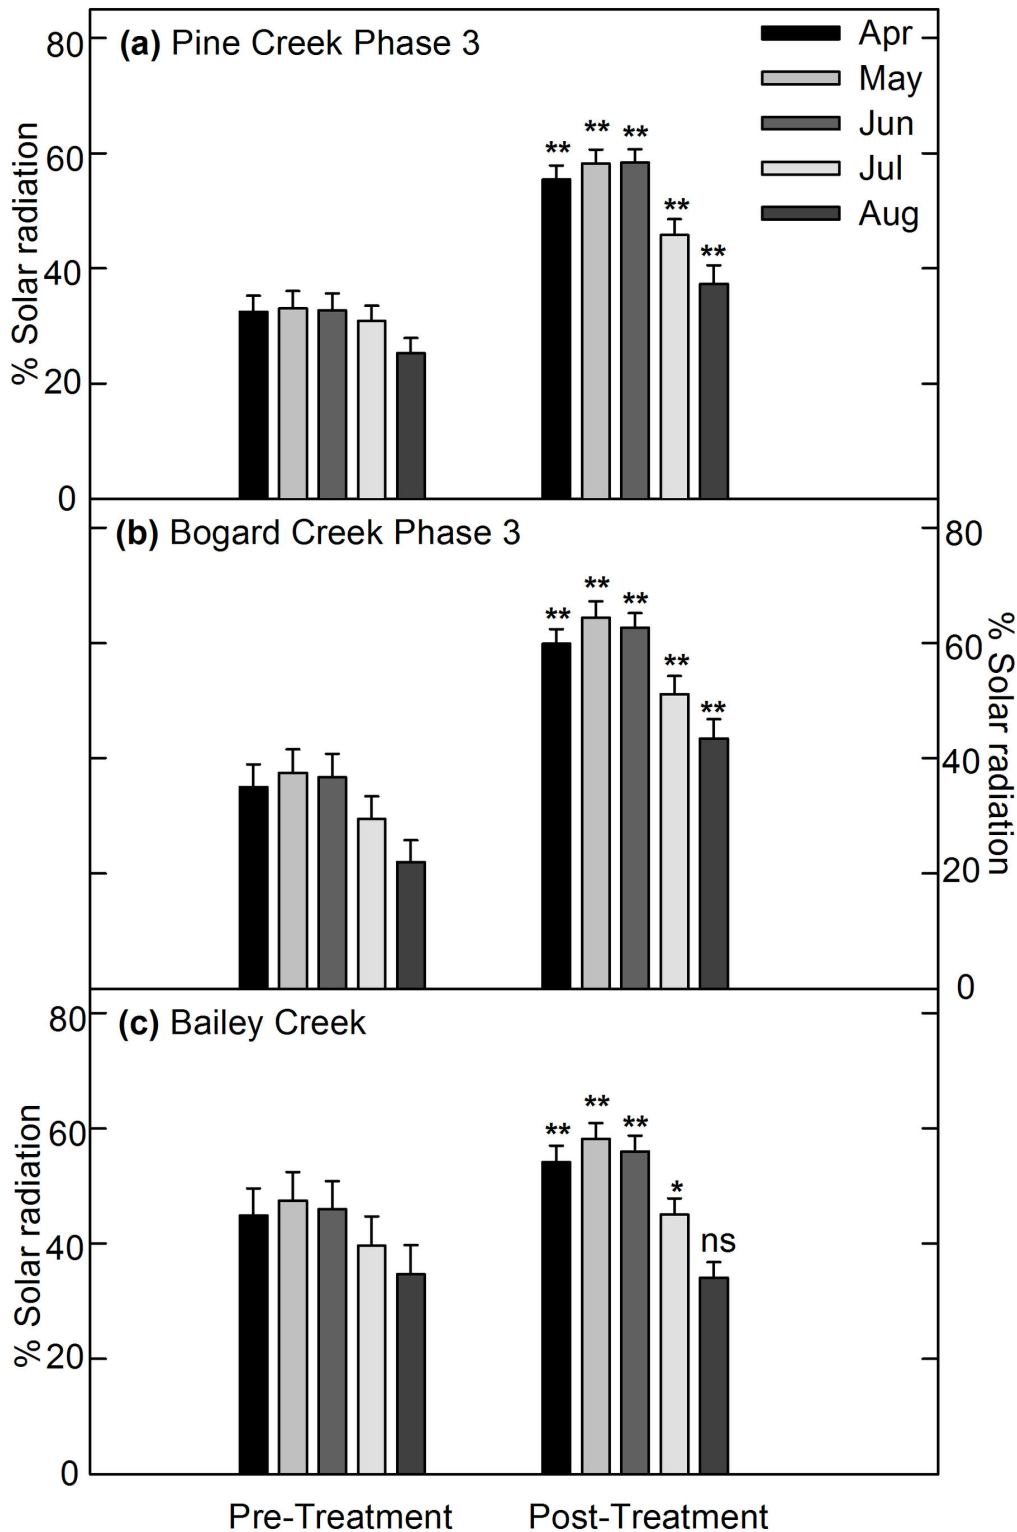 (a) Pine Creek Phase 3
Apr
May
Jun
Jul
Aug
80
60
40
20
0
% Solar radiation
** ** ** ** **
(b) Bogard Creek Phase 3
80
60
40
20
0
% Solar radiation
** ** ** ** **
(c) Bailey Creek
80
60
40
20
0
% Solar radiation
** ** ** * ns
Pre-Treatment
Post-Treatment